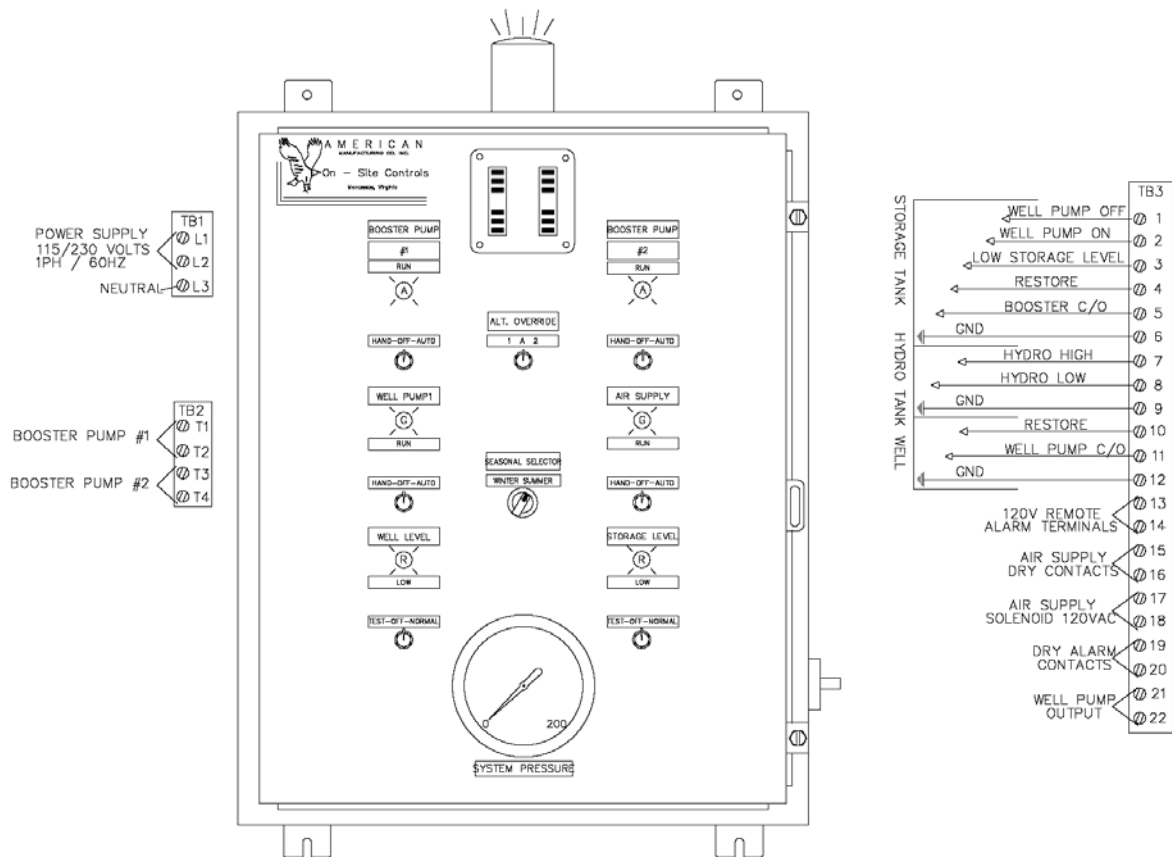 AMERICAN
MANUFACTURING CO. INC.
On - Site Controls
Manassas, Virginia
TB1
POWER SUPPLY
115/230 VOLTS
1PH / 60HZ
L1
L2
NEUTRAL
L3
TB2
BOOSTER PUMP #1
T1
T2
BOOSTER PUMP #2
T3
T4
BOOSTER PUMP
#1
RUN
A
HAND-OFF-AUTO
WELL PUMP1
G
RUN
HAND-OFF-AUTO
WELL LEVEL
R
LOW
TEST-OFF-NORMAL
ALT. OVERRIDE
1 A 2
SEASONAL SELECTOR
WINTER SUMMER
BOOSTER PUMP
#2
RUN
A
HAND-OFF-AUTO
AIR SUPPLY
G
RUN
HAND-OFF-AUTO
STORAGE LEVEL
R
LOW
TEST-OFF-NORMAL
0 200
SYSTEM PRESSURE
TB3
STORAGE TANK
WELL PUMP OFF 1
WELL PUMP ON 2
LOW STORAGE LEVEL 3
RESTORE 4
BOOSTER C/O 5
GND 6
HYDRO TANK
HYDRO HIGH 7
HYDRO LOW 8
GND 9
WELL
RESTORE 10
WELL PUMP C/O 11
GND 12
120V REMOTE 13
ALARM TERMINALS 14
AIR SUPPLY 15
DRY CONTACTS 16
AIR SUPPLY 17
SOLENOID 120VAC 18
DRY ALARM 19
CONTACTS 20
WELL PUMP 21
OUTPUT 22